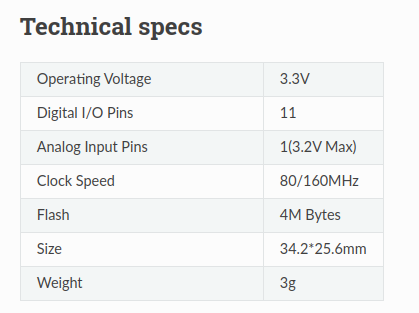 Technical specs
Operating Voltage 3.3V
Digital I/O Pins 11
Analog Input Pins 1(3.2V Max)
Clock Speed 80/160MHz
Flash 4M Bytes
Size 34.2*25.6mm
Weight 3g